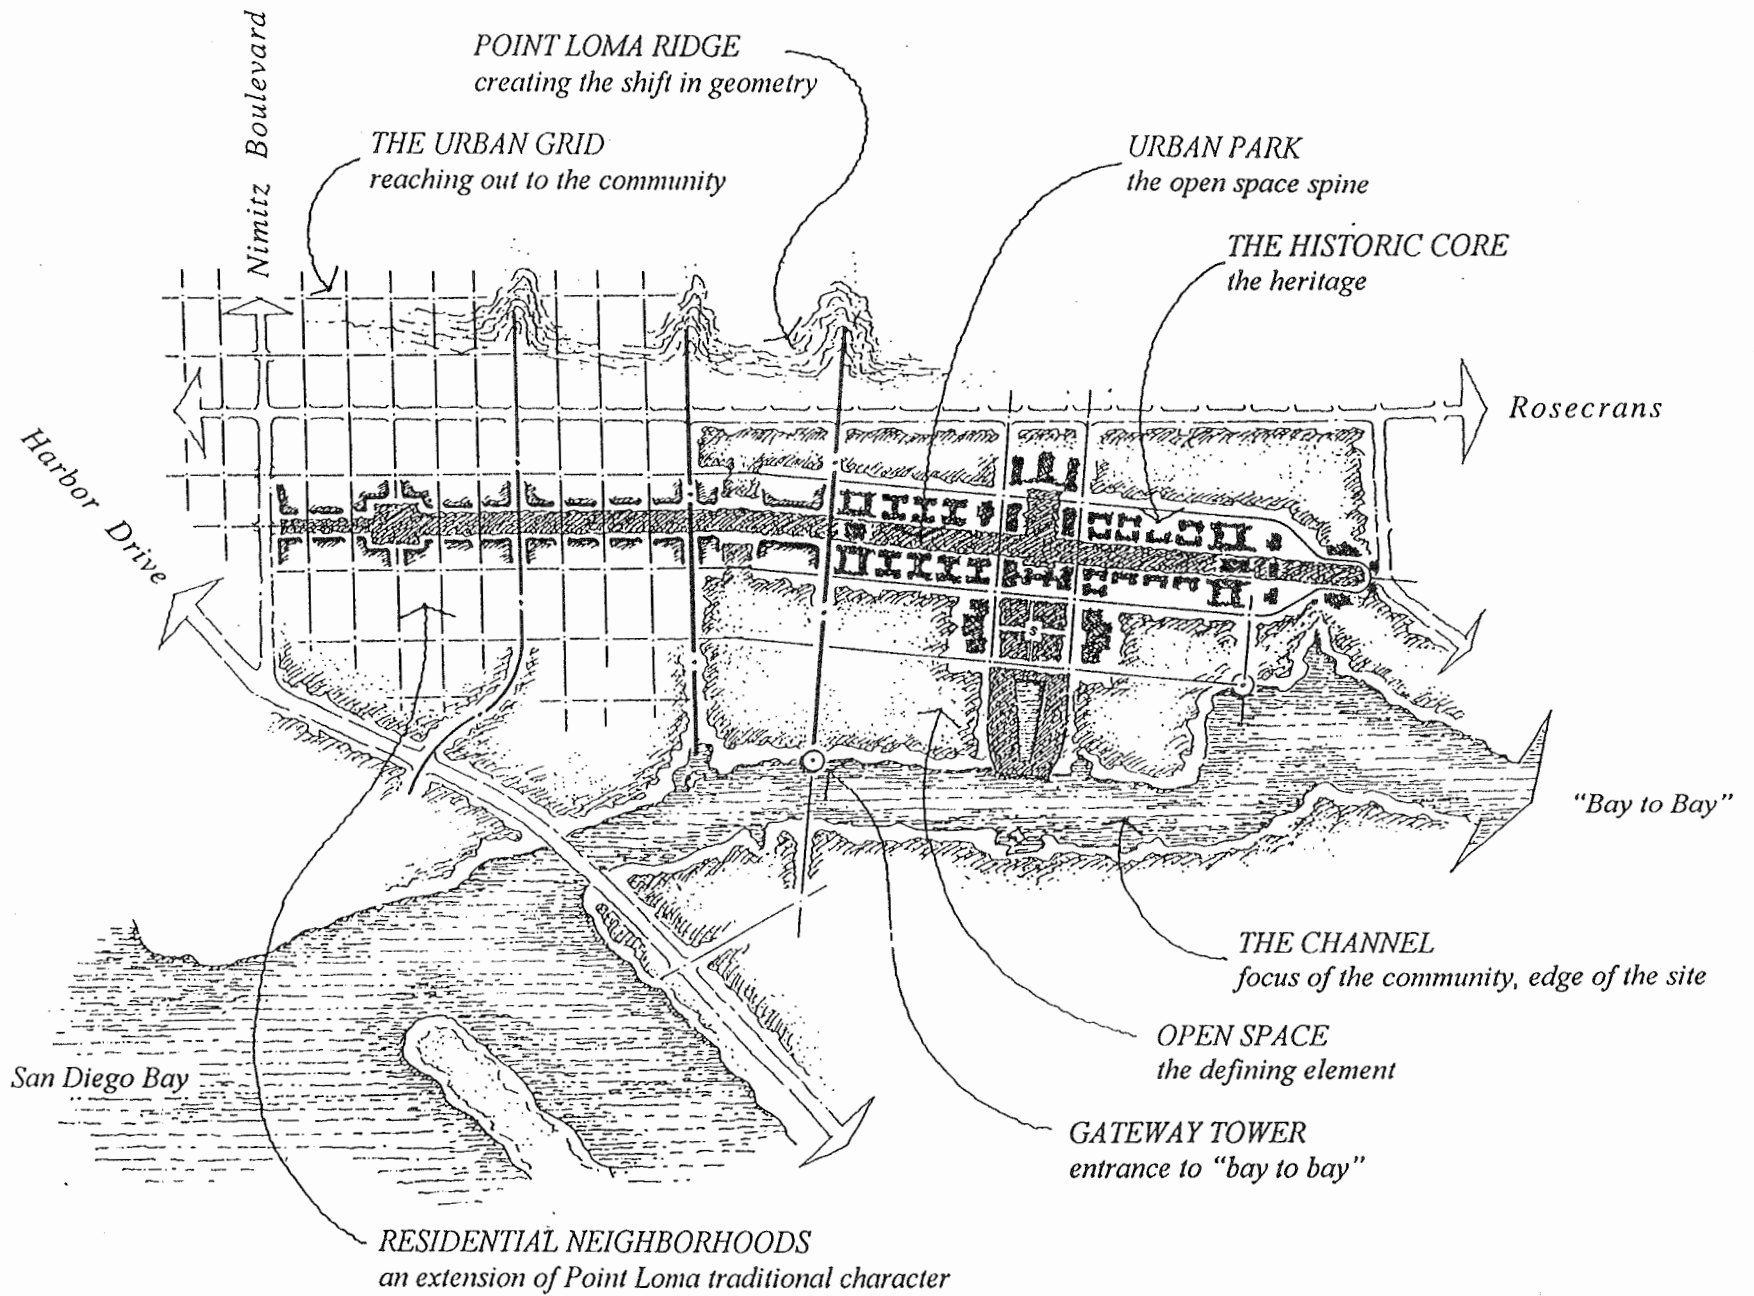 Nimitz Boulevard
POINT LOMA RIDGE
creating the shift in geometry
THE URBAN GRID
reaching out to the community
URBAN PARK
the open space spine
THE HISTORIC CORE
the heritage
Rosecrans
Harbor Drive
S
"Bay to Bay"
THE CHANNEL
focus of the community, edge of the site
OPEN SPACE
the defining element
San Diego Bay
GATEWAY TOWER
entrance to "bay to bay"
RESIDENTIAL NEIGHBORHOODS
an extension of Point Loma traditional character